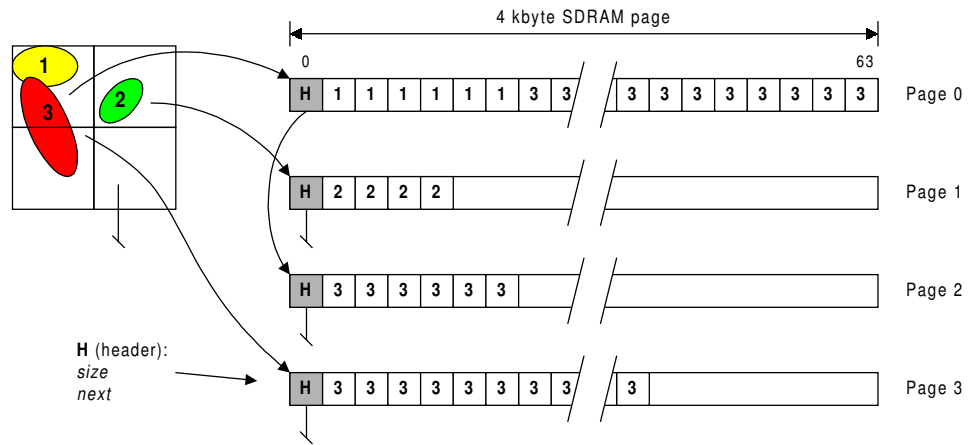 4 kbyte SDRAM page
0 63
1
2
3
H 1 1 1 1 1 1 3 3 3 3 3 3 3 3 3 3 Page 0
H 2 2 2 2 Page 1
H 3 3 3 3 3 3 Page 2
H 3 3 3 3 3 3 3 3 3 Page 3
H (header):
size
next